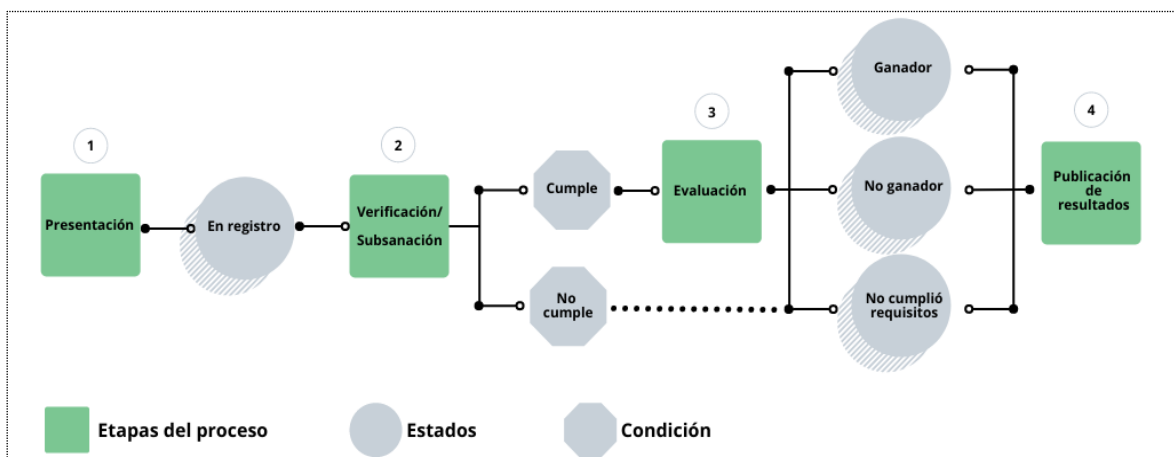 1
Presentación
En registro
2
Verificación/
Subsanación
Cumple
No
cumple
3
Evaluación
Ganador
No ganador
No cumplió
requisitos
4
Publicación
de
resultados
Etapas del proceso
Estados
Condición